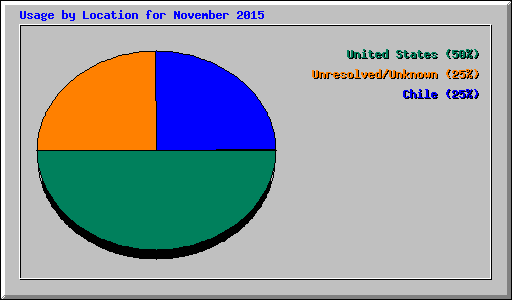 Usage by Location for November 2015
United States (50%)
Unresolved/Unknown (25%)
Chile (25%)